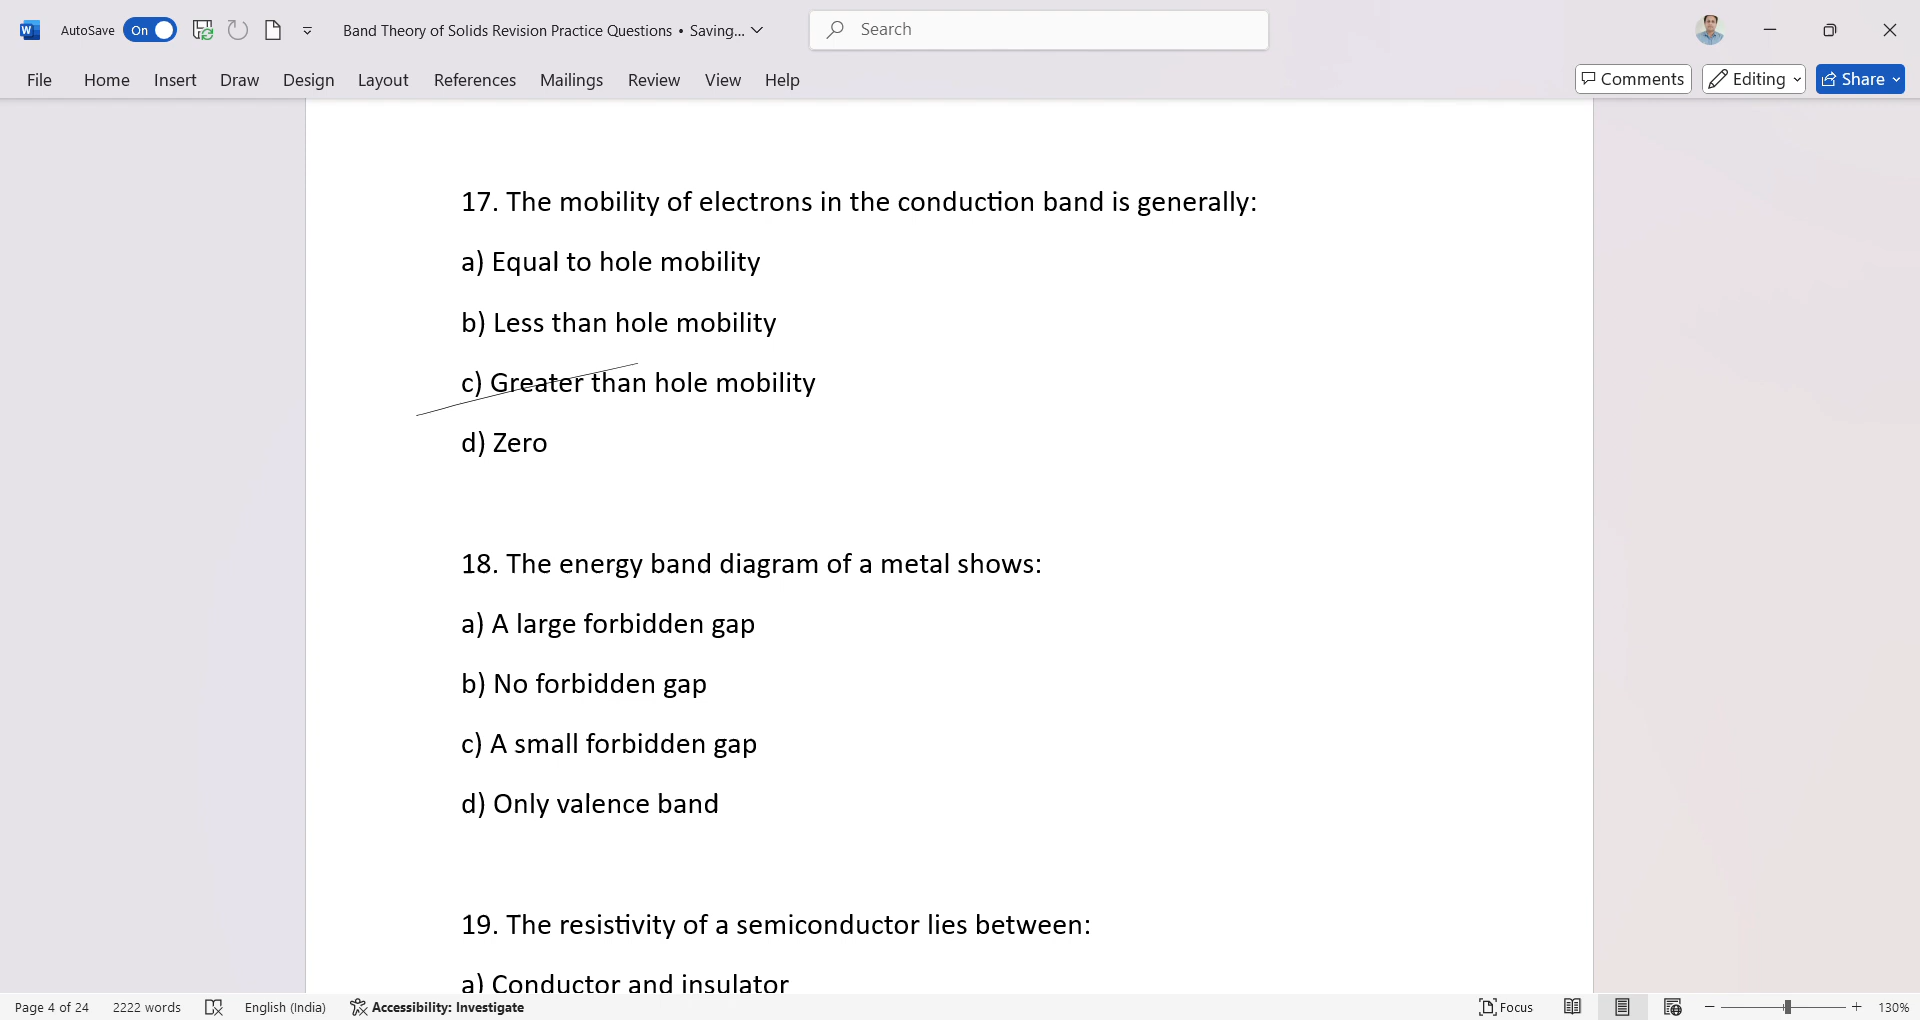 AutoSave On Band Theory of Solids Revision Practice Questions • Saving... Search
File Home Insert Draw Design Layout References Mailings Review View Help Comments Editing Share
17. The mobility of electrons in the conduction band is generally:
a) Equal to hole mobility
b) Less than hole mobility
c) Greater than hole mobility
d) Zero
18. The energy band diagram of a metal shows:
a) A large forbidden gap
b) No forbidden gap
c) A small forbidden gap
d) Only valence band
19. The resistivity of a semiconductor lies between:
a) Conductor and insulator
Page 4 of 24 2222 words English (India) Accessibility: Investigate Focus 130%